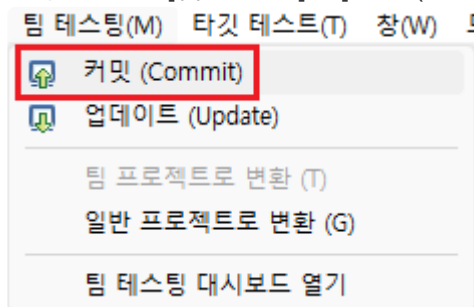 팀 테스팅(M) 타깃 테스트(T) 창(W)
커밋 (Commit)
업데이트 (Update)
팀 프로젝트로 변환 (T)
일반 프로젝트로 변환 (G)
팀 테스팅 대시보드 열기